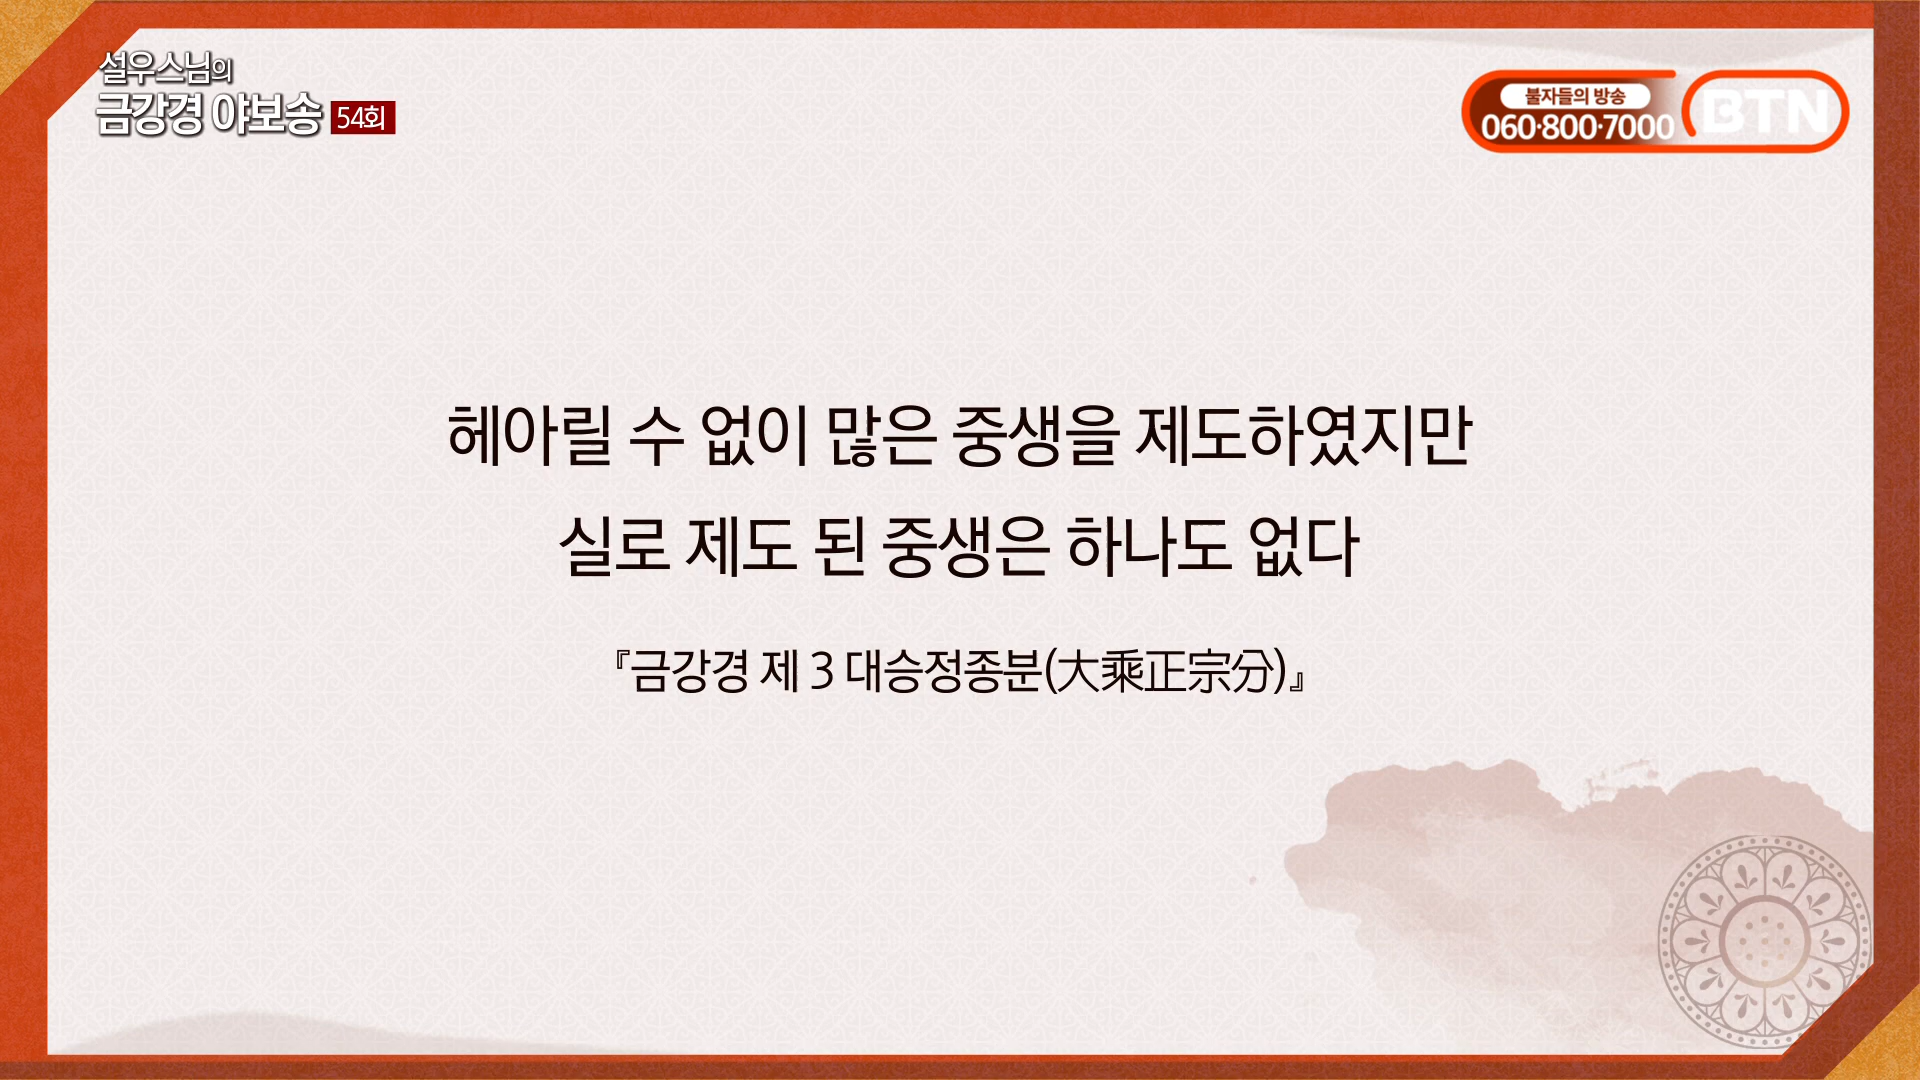 설우스님의
금강경 야보송 54회
불자들의 방송
060·800·7000
BTN
헤아릴 수 없이 많은 중생을 제도하였지만
실로 제도 된 중생은 하나도 없다
『금강경 제 3 대승정종분(大乘正宗分)』